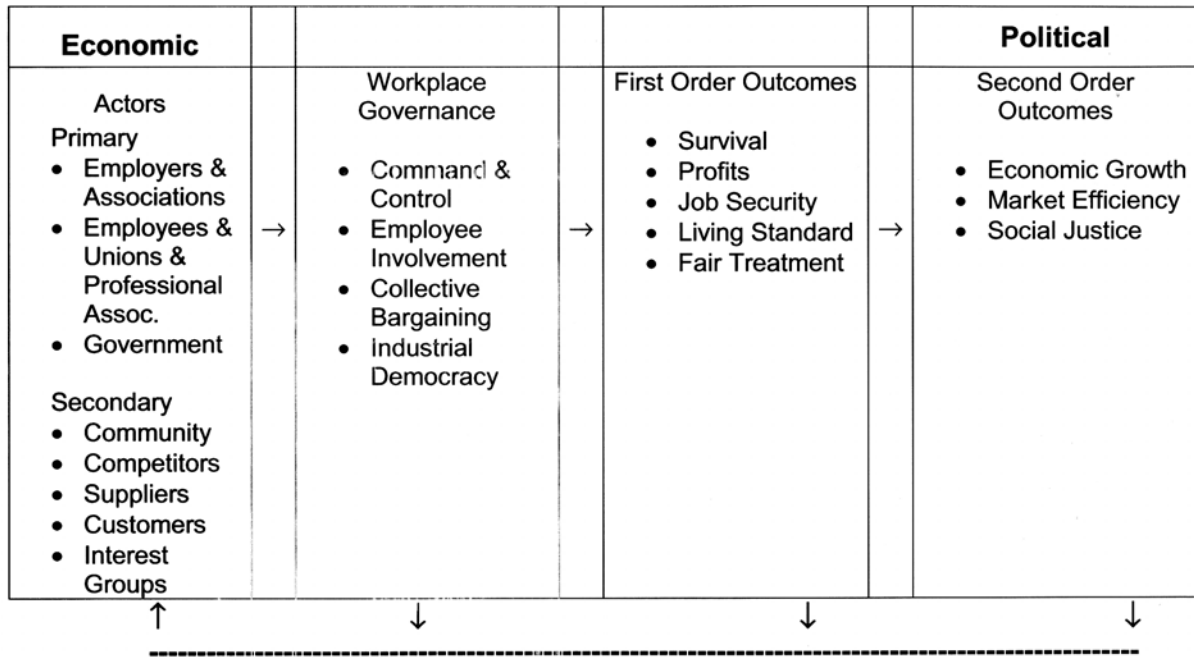 Economic
Political
Actors
Primary
• Employers &
Associations
• Employees &
Unions &
Professional
Assoc.
• Government
Secondary
• Community
• Competitors
• Suppliers
• Customers
• Interest
Groups
→
Workplace
Governance
• Command &
Control
• Employee
Involvement
• Collective
Bargaining
• Industrial
Democracy
→
First Order Outcomes
• Survival
• Profits
• Job Security
• Living Standard
• Fair Treatment
→
Second Order
Outcomes
• Economic Growth
• Market Efficiency
• Social Justice
↑ ↓ ↓ ↓